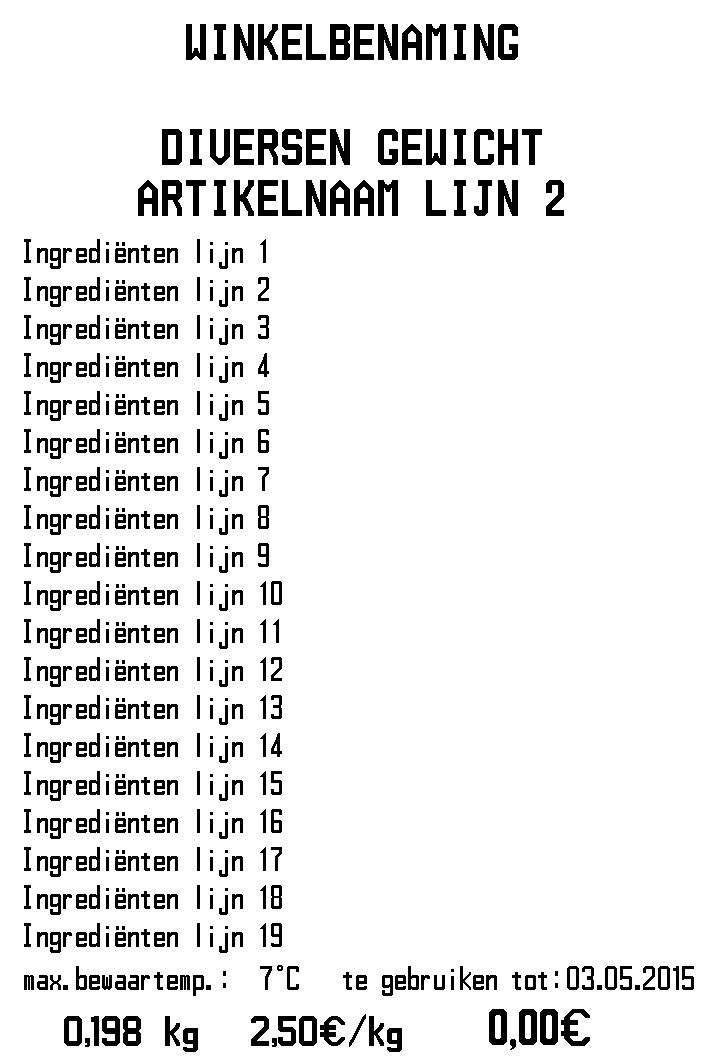 WINKELBENAMING
DIVERSEN GEWICHT
ARTIKELNAAM LIJN 2
Ingrediënten lijn 1
Ingrediënten lijn 2
Ingrediënten lijn 3
Ingrediënten lijn 4
Ingrediënten lijn 5
Ingrediënten lijn 6
Ingrediënten lijn 7
Ingrediënten lijn 8
Ingrediënten lijn 9
Ingrediënten lijn 10
Ingrediënten lijn 11
Ingrediënten lijn 12
Ingrediënten lijn 13
Ingrediënten lijn 14
Ingrediënten lijn 15
Ingrediënten lijn 16
Ingrediënten lijn 17
Ingrediënten lijn 18
Ingrediënten lijn 19
max.bewaartemp.: 7°C te gebruiken tot:03.05.2015
0,198 kg 2,50€/kg 0,00€